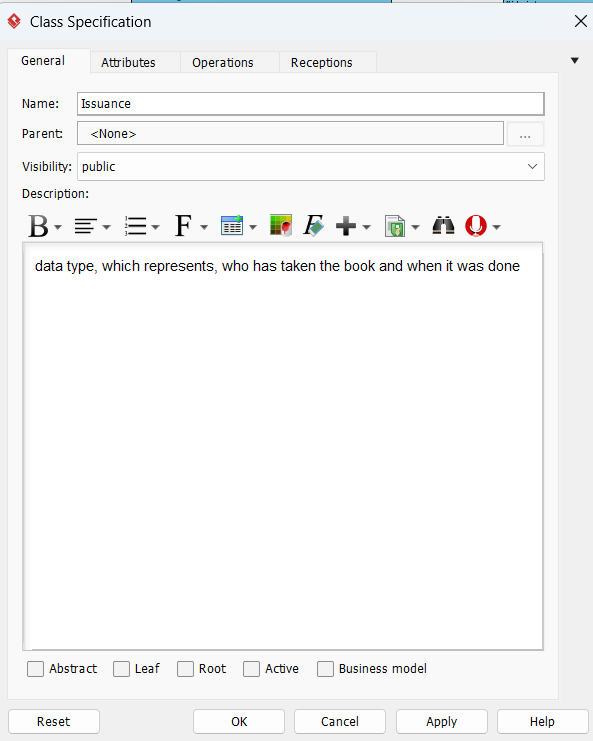 Class Specification
General
Attributes
Operations
Receptions
Name:
Issuance
Parent:
<None>
...
Visibility:
public
Description:
B
F
F
data type, which represents, who has taken the book and when it was done
Abstract
Leaf
Root
Active
Business model
Reset
OK
Cancel
Apply
Help